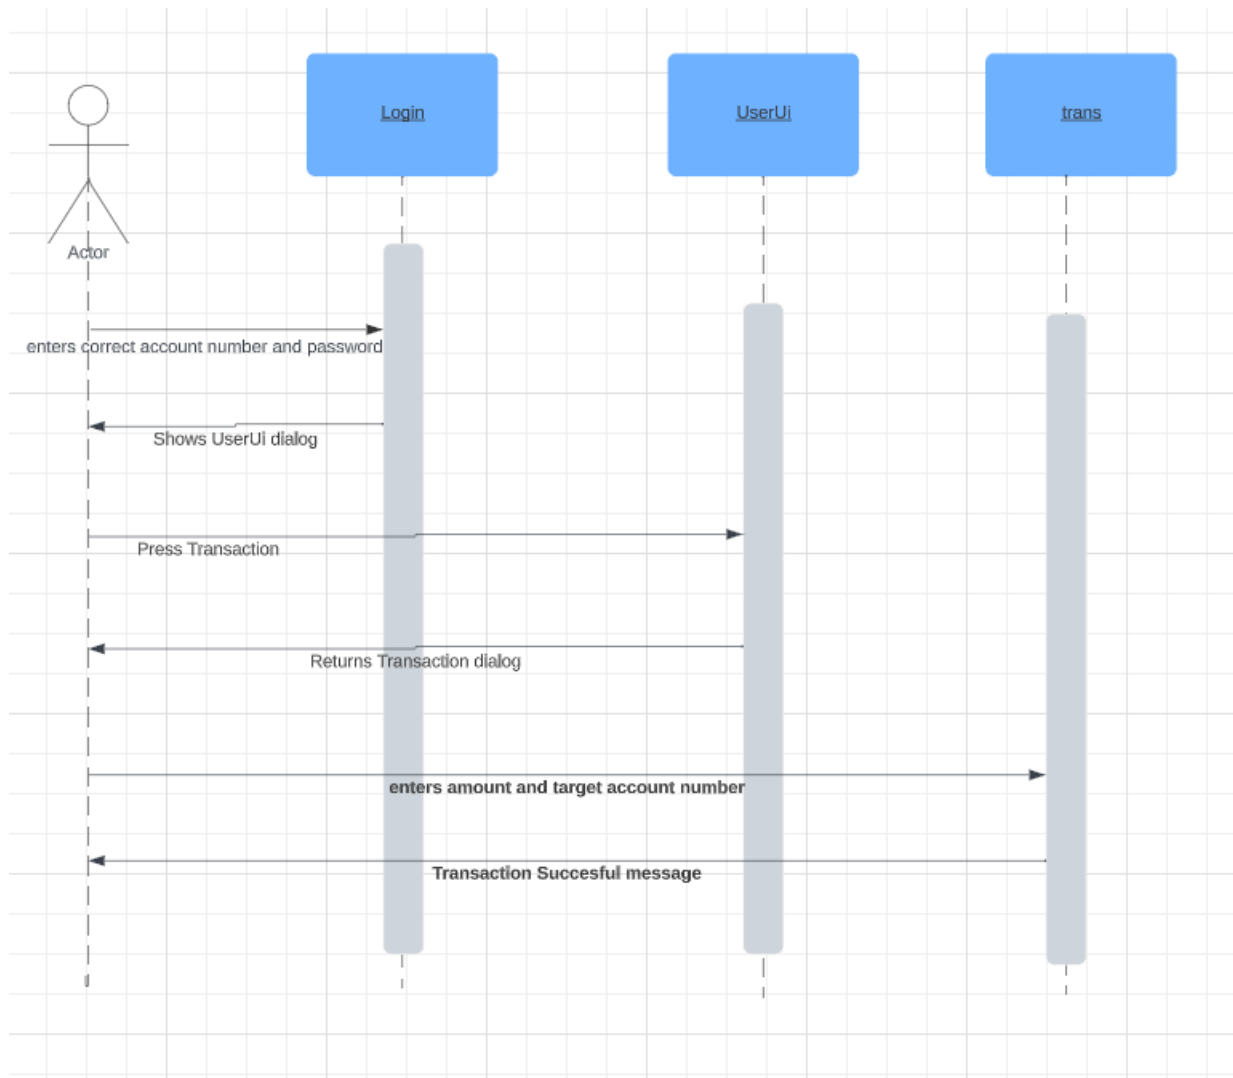 Login
UserUi
trans
Actor
enters correct account number and password
Shows UserUi dialog
Press Transaction
Returns Transaction dialog
enters amount and target account number
Transaction Succesful message